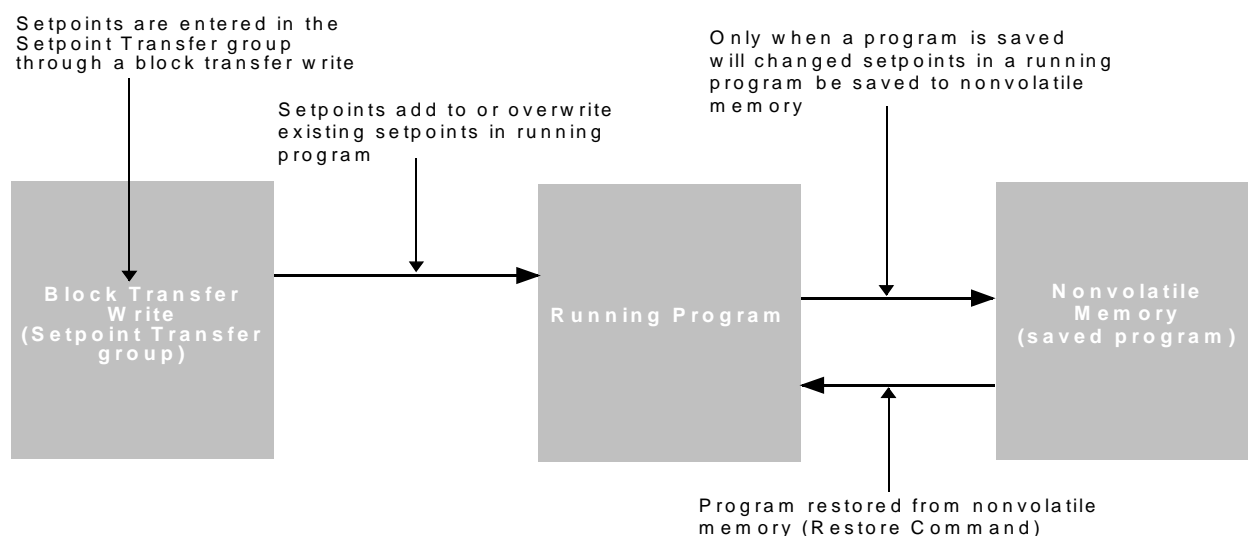 Setpoints are entered in the
Setpoint Transfer group
through a block transfer write
Setpoints add to or overwrite
existing setpoints in running
program
Only when a program is saved
will changed setpoints in a running
program be saved to nonvolatile
memory
Block Transfer
Write
(Setpoint Transfer
group)
Running Program
Nonvolatile
Memory
(saved program)
Program restored from nonvolatile
memory (Restore Command)